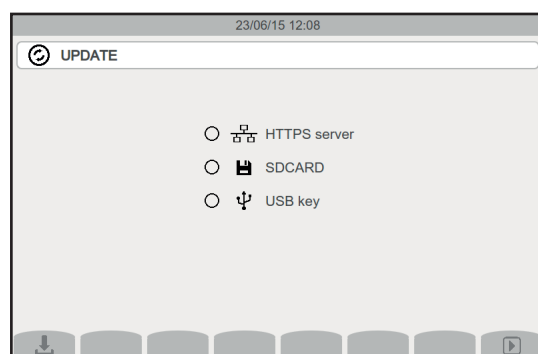 23/06/15 12:08
UPDATE
HTTPS server
SDCARD
USB key